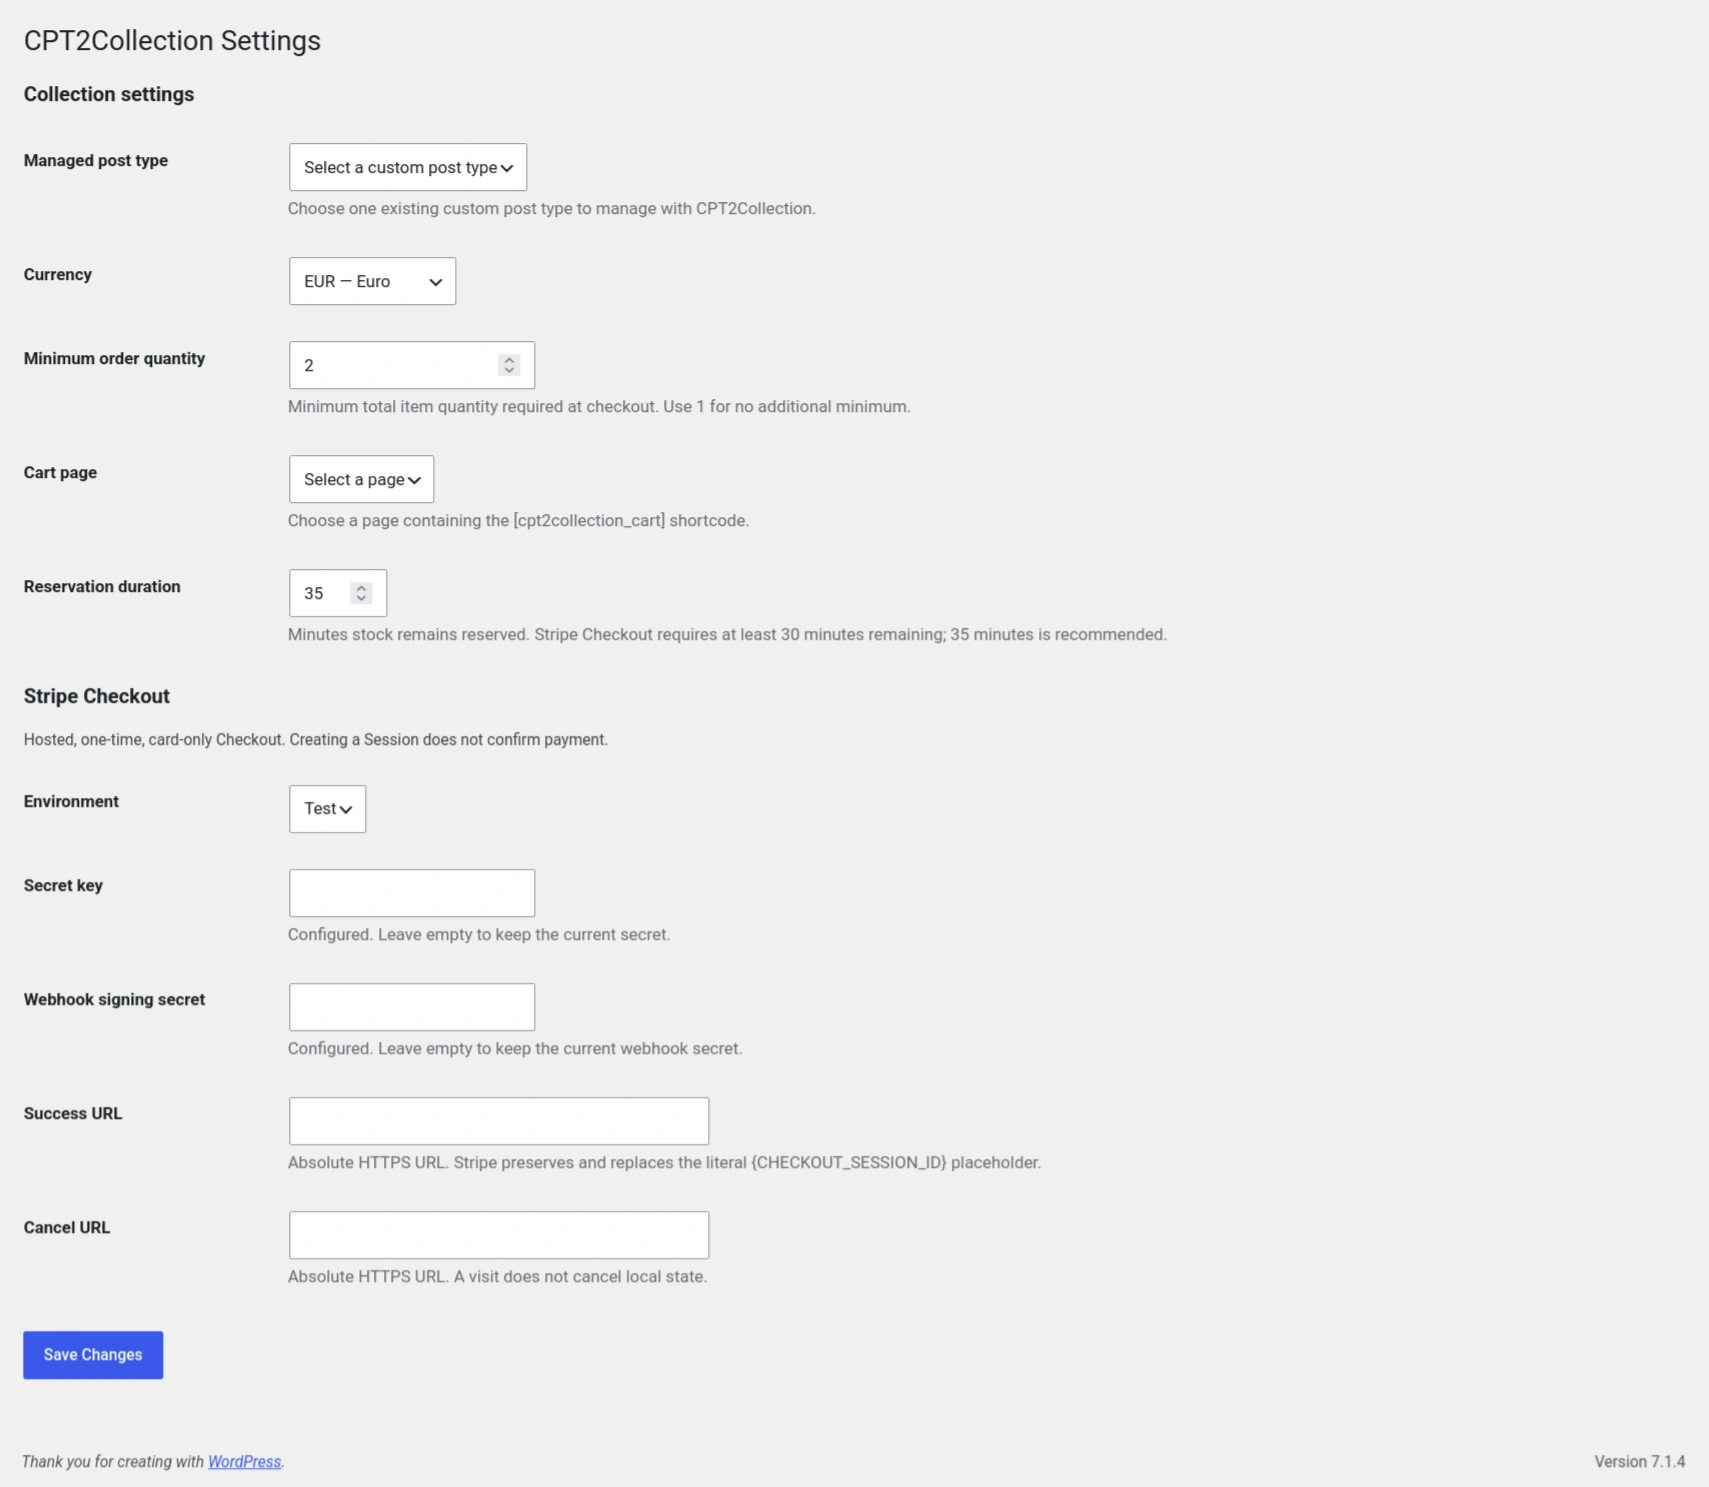 CPT2Collection Settings
Collection settings
Managed post type
Select a custom post type
Choose one existing custom post type to manage with CPT2Collection.
Currency
EUR — Euro
Minimum order quantity
2
Minimum total item quantity required at checkout. Use 1 for no additional minimum.
Cart page
Select a page
Choose a page containing the [cpt2collection_cart] shortcode.
Reservation duration
35
Minutes stock remains reserved. Stripe Checkout requires at least 30 minutes remaining; 35 minutes is recommended.
Stripe Checkout
Hosted, one-time, card-only Checkout. Creating a Session does not confirm payment.
Environment
Test
Secret key
Configured. Leave empty to keep the current secret.
Webhook signing secret
Configured. Leave empty to keep the current webhook secret.
Success URL
Absolute HTTPS URL. Stripe preserves and replaces the literal {CHECKOUT_SESSION_ID} placeholder.
Cancel URL
Absolute HTTPS URL. A visit does not cancel local state.
Save Changes
Thank you for creating with WordPress.
Version 7.1.4